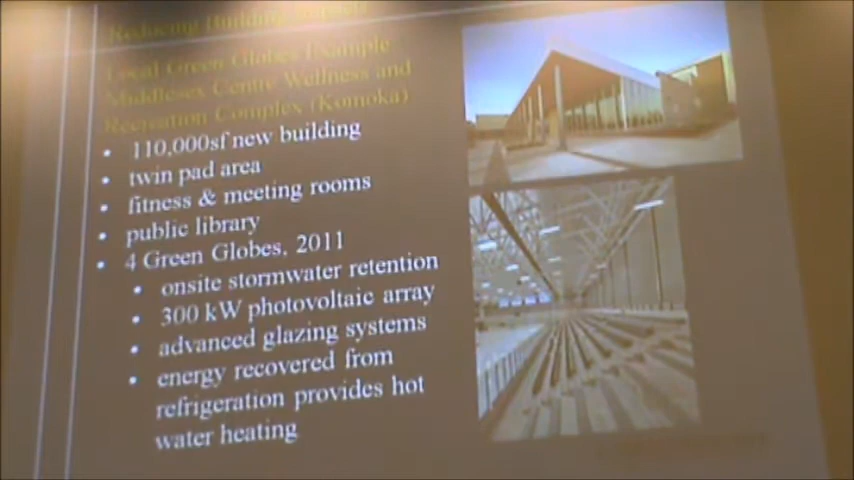 Reducing Building Impacts
Local Green Globes Example
Middlesex Centre Wellness and
Recreation Complex (Komoka)
• 110,000sf new building
• twin pad area
• fitness & meeting rooms
• public library
• 4 Green Globes, 2011
• onsite stormwater retention
• 300 kW photovoltaic array
• advanced glazing systems
• energy recovered from
refrigeration provides hot
water heating